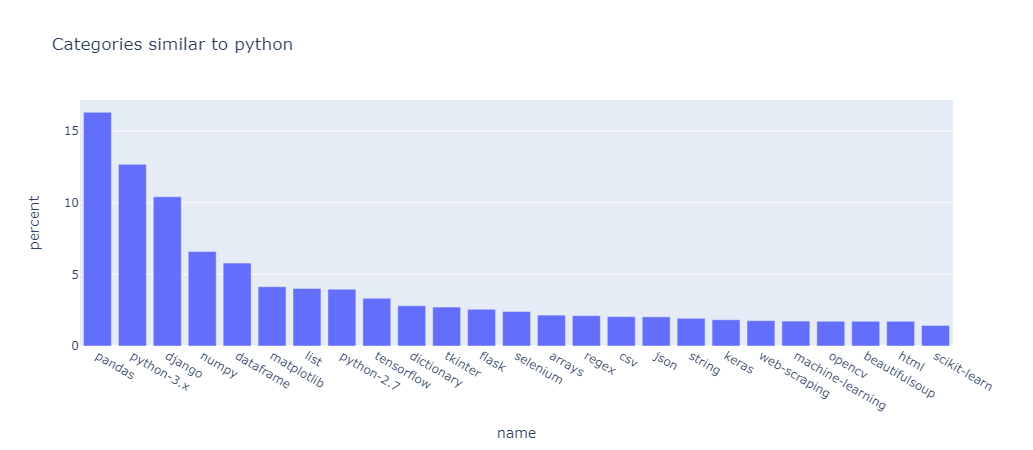 Categories similar to python
percent
15
10
5
0
pandas
python-3.x
django
numpy
dataframe
matplotlib
list
python-2.7
tensorflow
dictionary
tkinter
flask
selenium
arrays
regex
csv
json
string
keras
web-scraping
machine-learning
opencv
beautifulsoup
html
scikit-learn
name